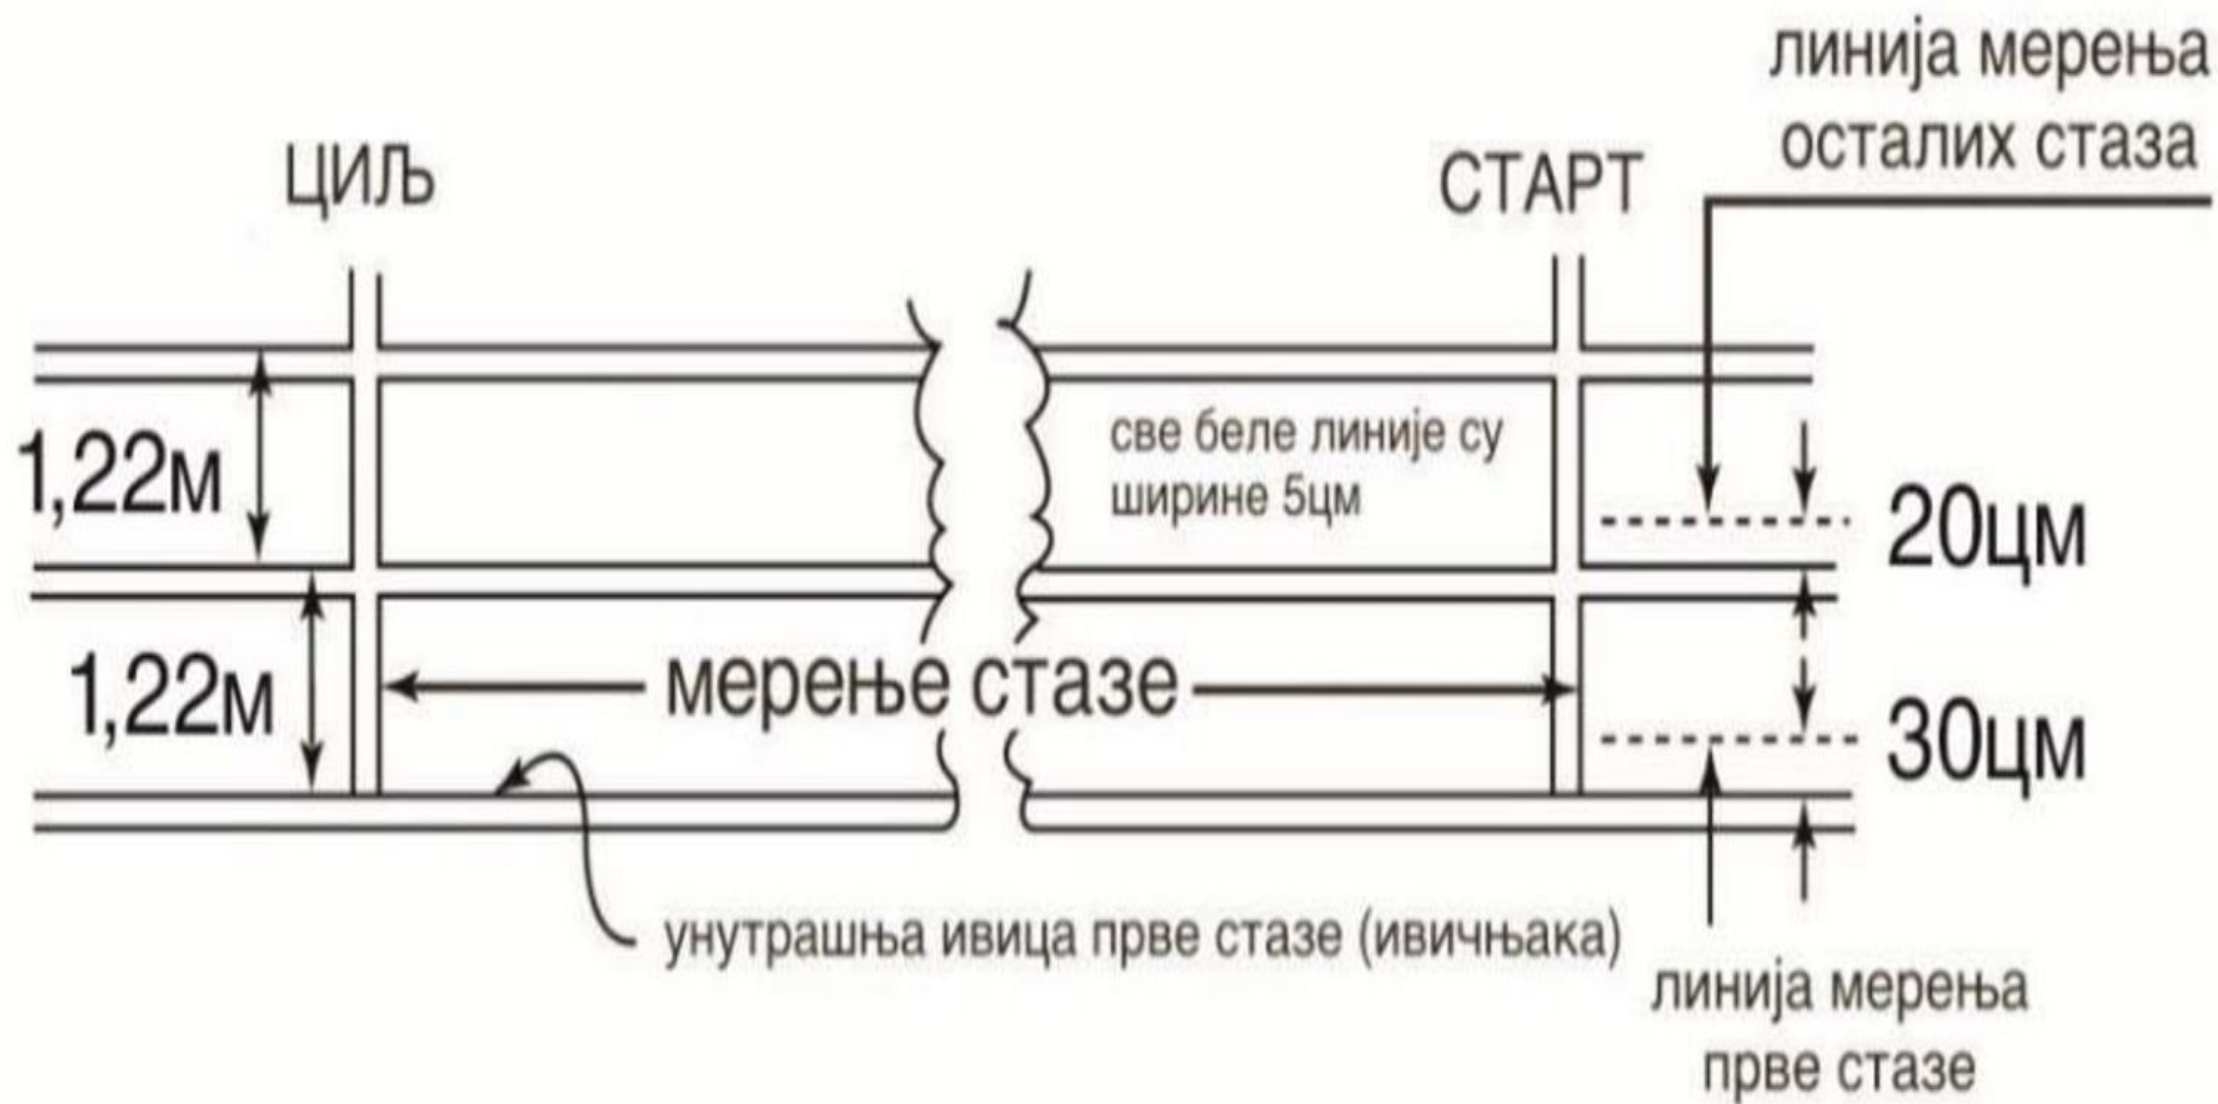 линија мерења
осталих стаза
ЦИЉ
СТАРТ
све беле линије су
ширине 5цм
1,22м
20цм
мерење стазе
1,22м
30цм
унутрашња ивица прве стазе (ивичњака)
линија мерења
прве стазе